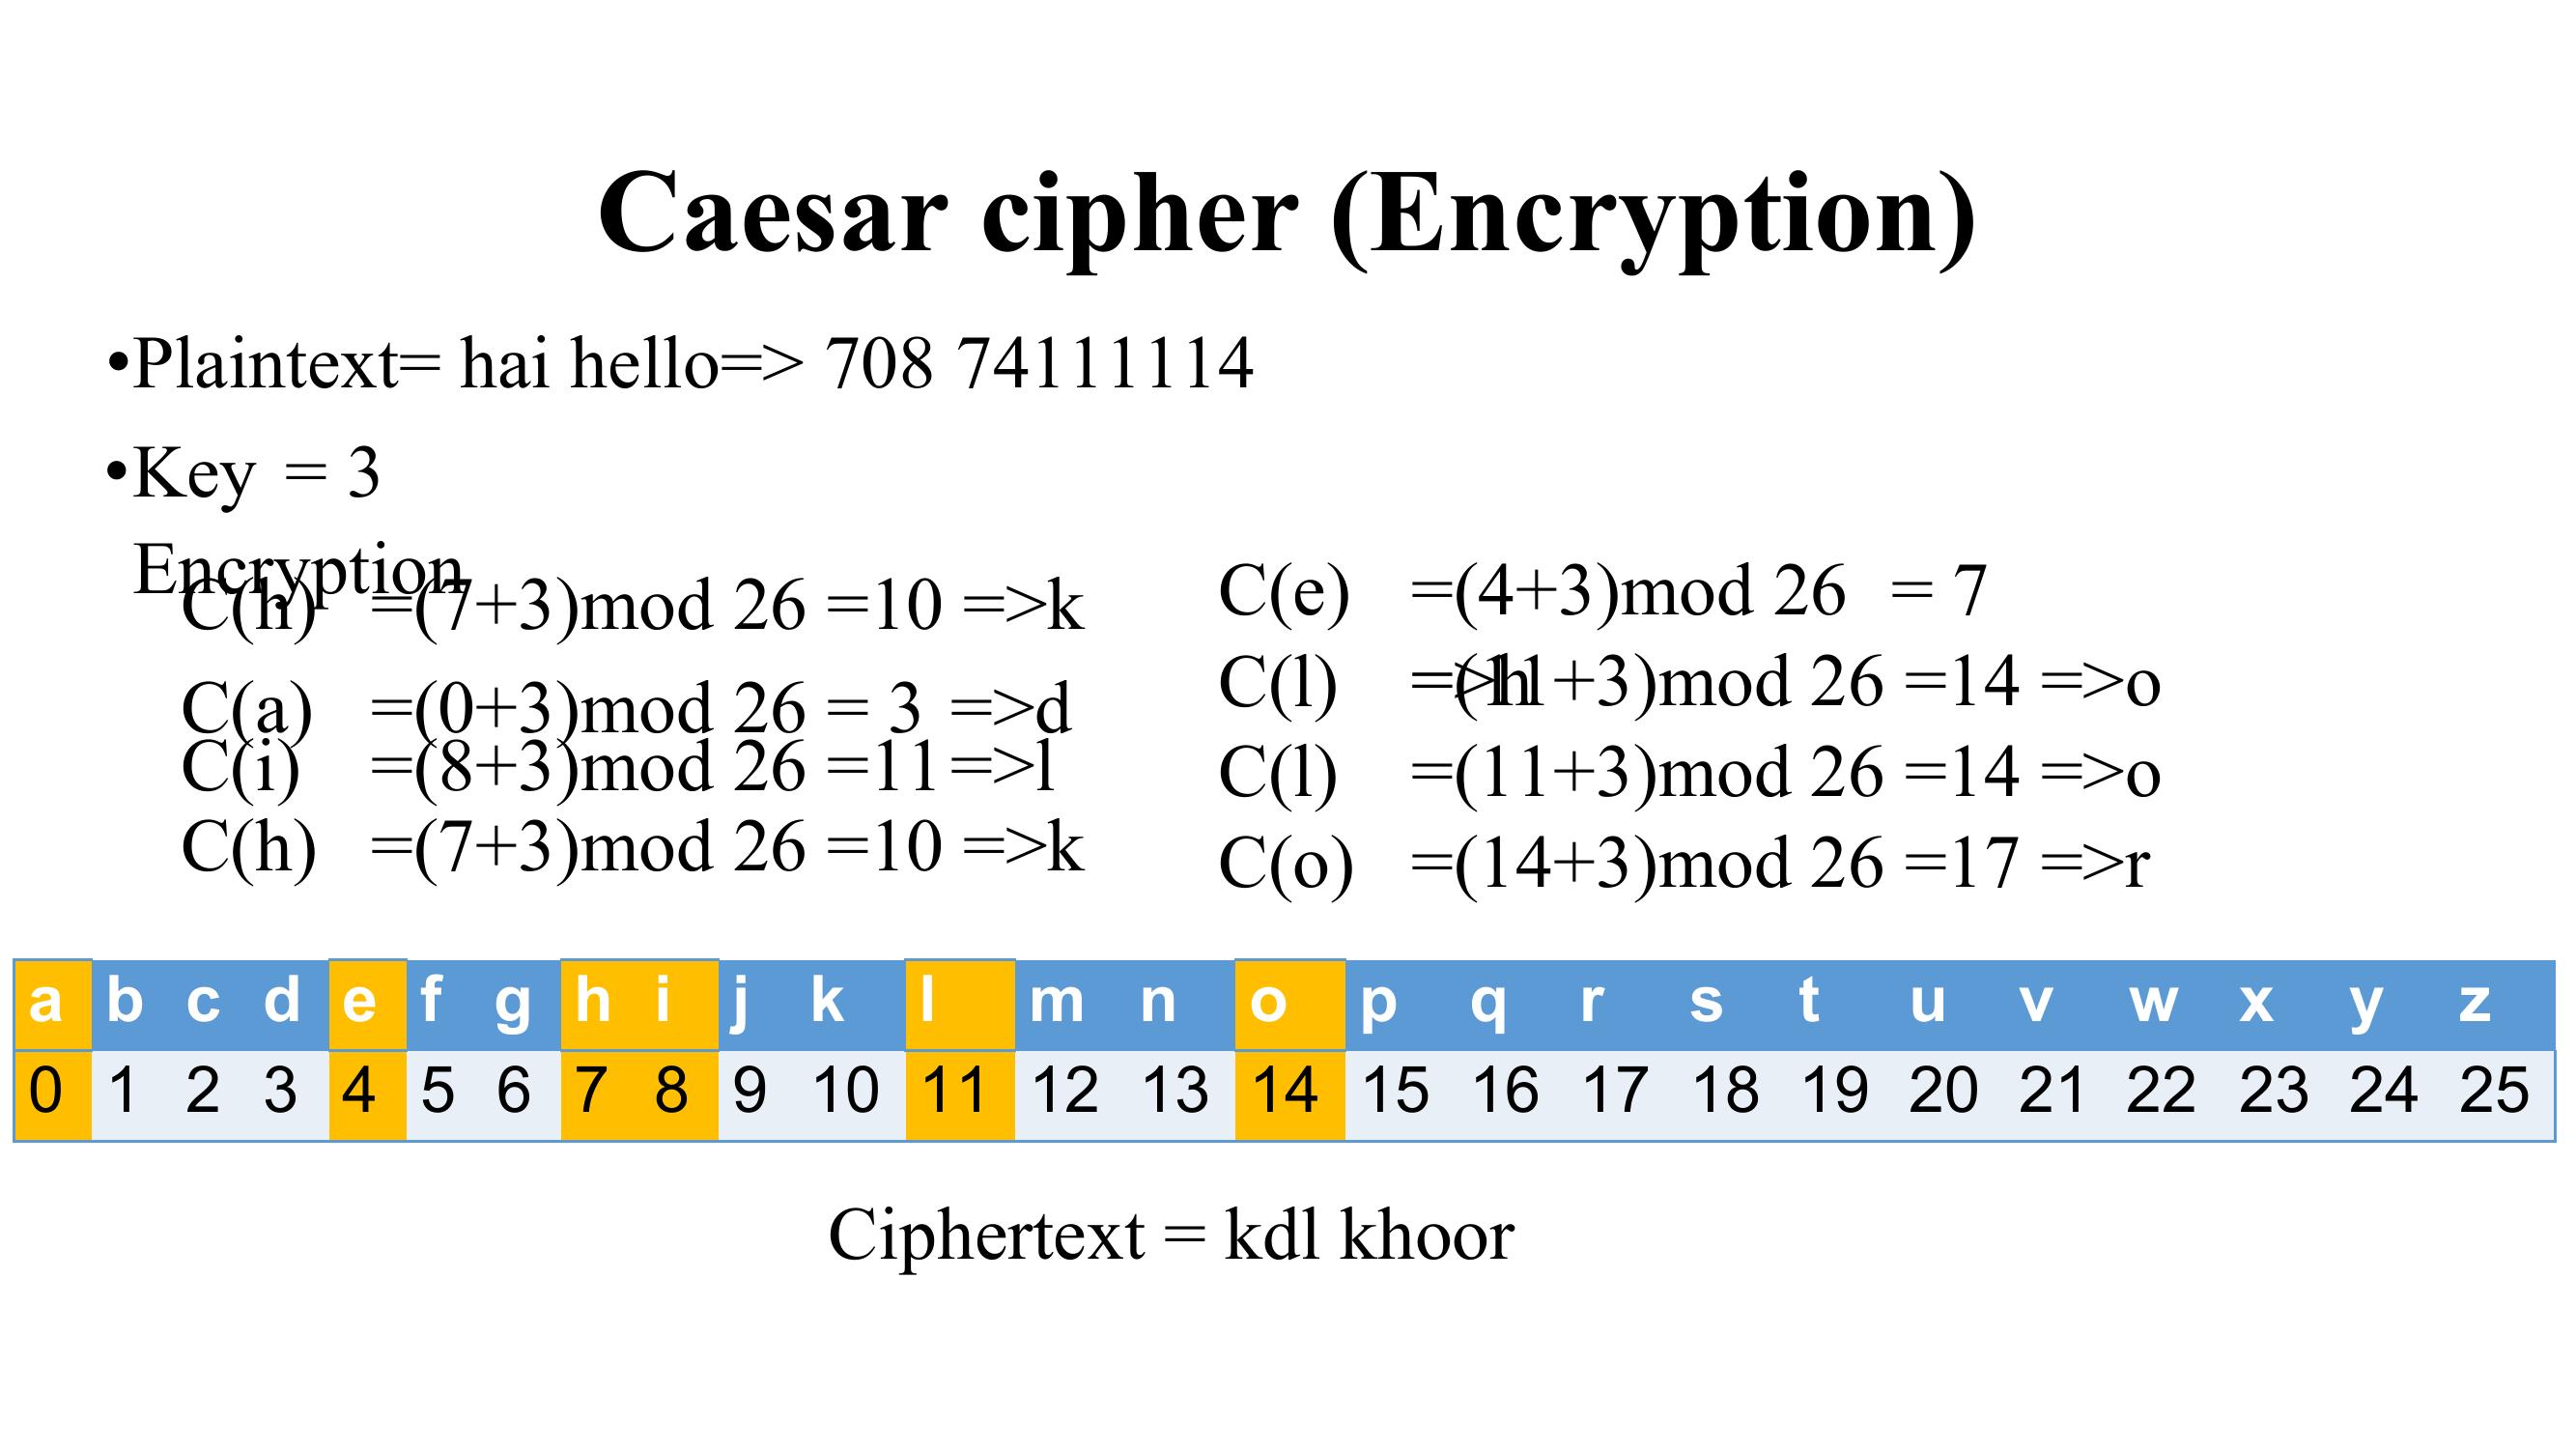 Caesar cipher (Encryption)
•Plaintext= hai hello=> 708 74111114
•Key = 3
Encryption
C(h) =(7+3)mod 26 =10 =>k
C(a) =(0+3)mod 26 = 3 =>d
C(i) =(8+3)mod 26 =11=>l
C(h) =(7+3)mod 26 =10 =>k
C(e) =(4+3)mod 26 = 7
=>h
C(l) =(11+3)mod 26 =14 =>o
C(l) =(11+3)mod 26 =14 =>o
C(o) =(14+3)mod 26 =17 =>r
a b c d e f g h i j k l m n o p q r s t u v w x y z
0 1 2 3 4 5 6 7 8 9 10 11 12 13 14 15 16 17 18 19 20 21 22 23 24 25
Ciphertext = kdl khoor